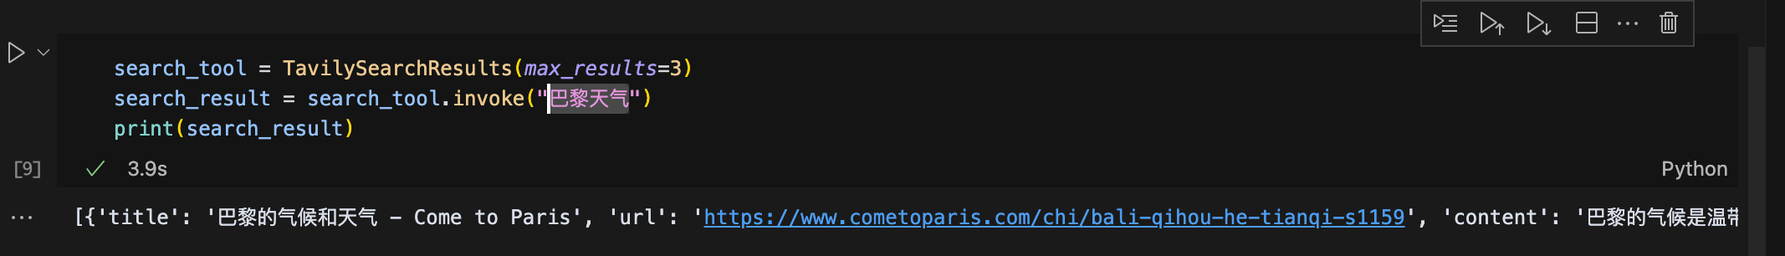 search_tool = TavilySearchResults(max_results=3)
search_result = search_tool.invoke("巴黎天气")
print(search_result)
[9]
3.9s
Python
[{'title': '巴黎的气候和天气 - Come to Paris', 'url': 'https://www.cometoparis.com/chi/bali-qihou-he-tianqi-s1159', 'content': '巴黎的气候是温带